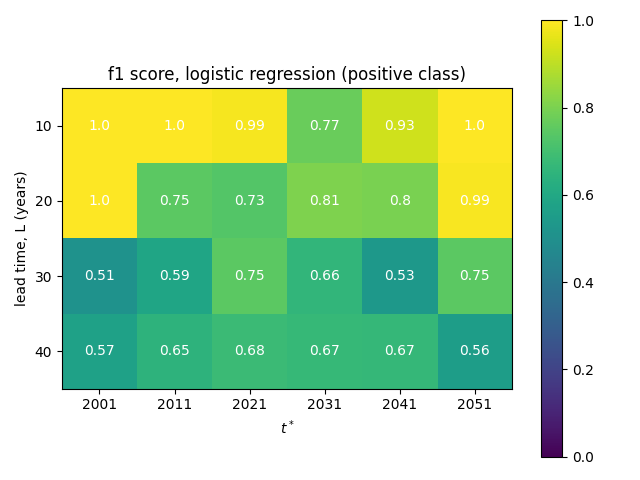 f1 score, logistic regression (positive class)
lead time, L (years)
10 1.0 1.0 0.99 0.77 0.93 1.0
20 1.0 0.75 0.73 0.81 0.8 0.99
30 0.51 0.59 0.75 0.66 0.53 0.75
40 0.57 0.65 0.68 0.67 0.67 0.56
2001 2011 2021 2031 2041 2051
t*
1.0
0.8
0.6
0.4
0.2
0.0